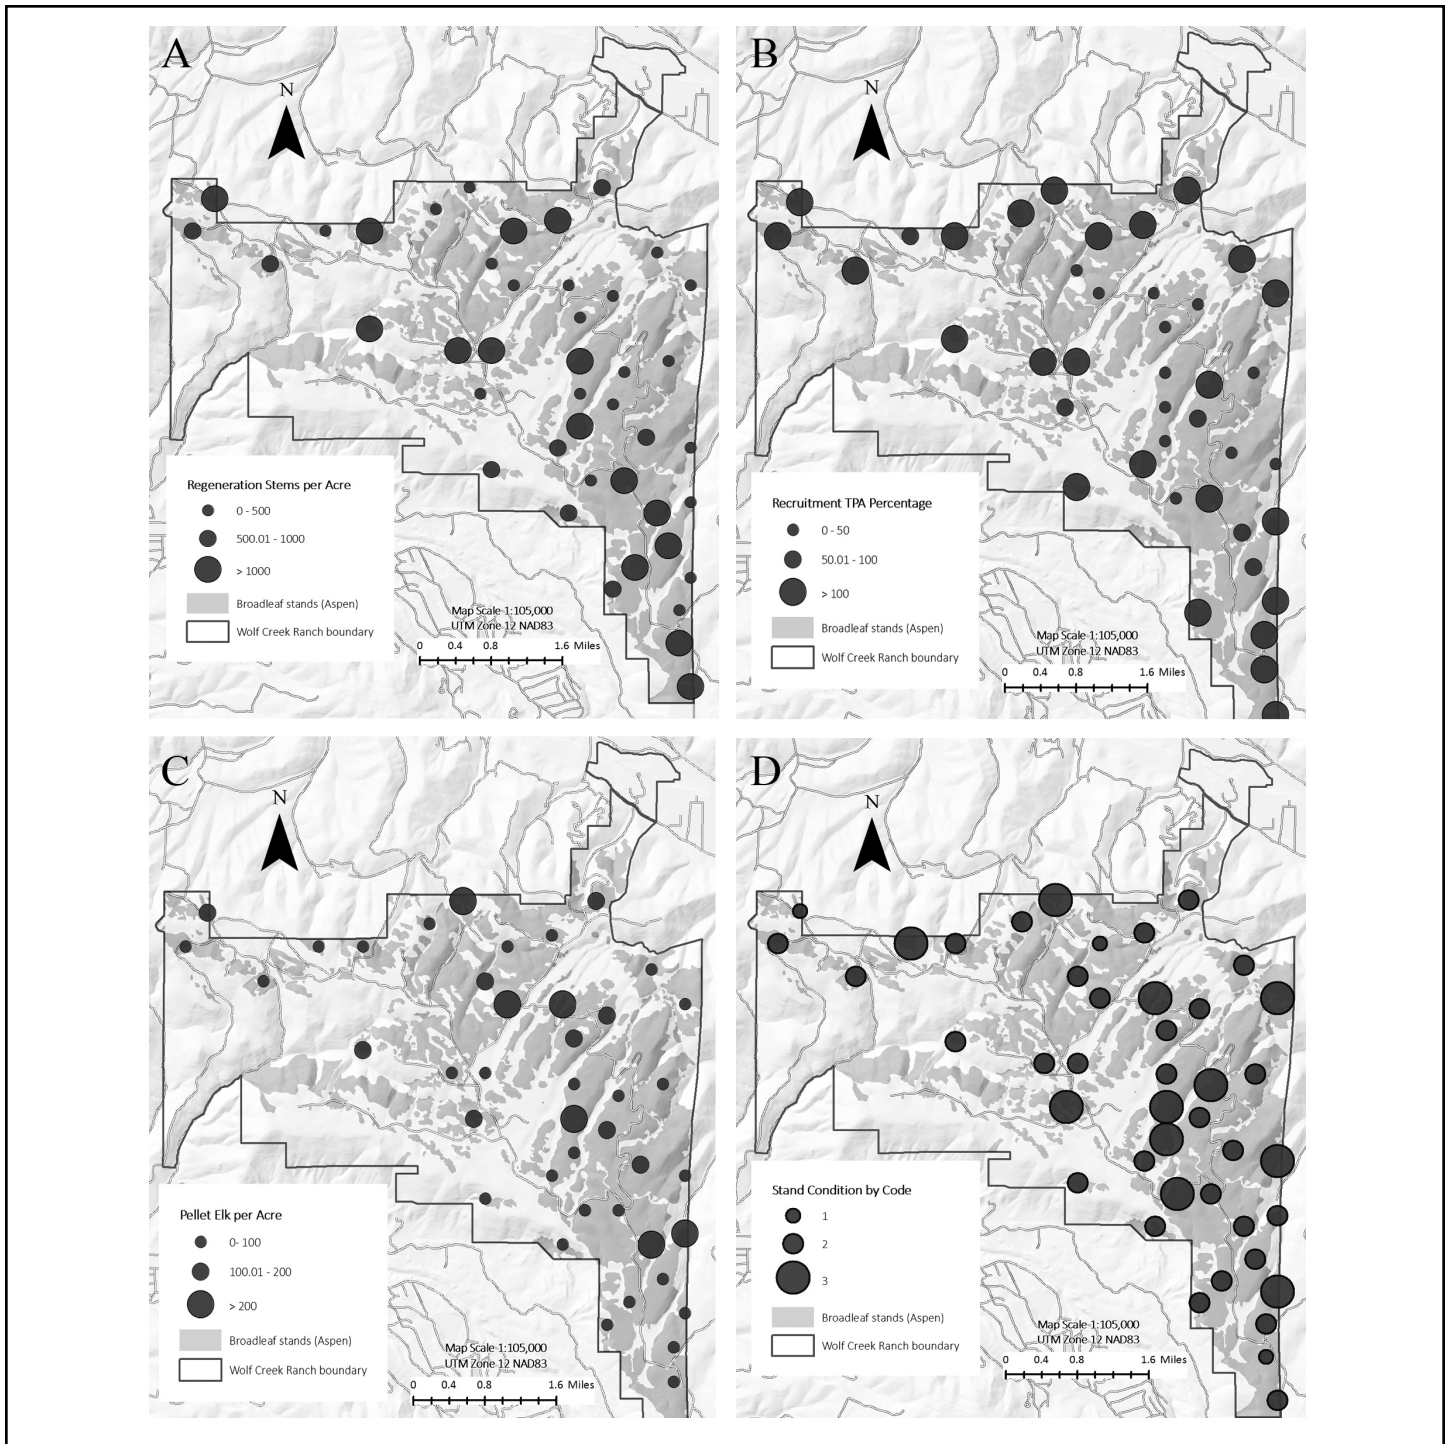 A
N
Regeneration Stems per Acre
0 - 500
500.01 - 1000
> 1000
Broadleaf stands (Aspen)
Wolf Creek Ranch boundary
Map Scale 1:105,000
UTM Zone 12 NAD83
0 0.4 0.8 1.6 Miles
B
N
Recruitment TPA Percentage
0 - 50
50.01 - 100
> 100
Broadleaf stands (Aspen)
Wolf Creek Ranch boundary
Map Scale 1:105,000
UTM Zone 12 NAD83
0 0.4 0.8 1.6 Miles
C
N
Pellet Elk per Acre
0- 100
100.01 - 200
> 200
Broadleaf stands (Aspen)
Wolf Creek Ranch boundary
Map Scale 1:105,000
UTM Zone 12 NAD83
0 0.4 0.8 1.6 Miles
D
N
Stand Condition by Code
1
2
3
Broadleaf stands (Aspen)
Wolf Creek Ranch boundary
Map Scale 1:105,000
UTM Zone 12 NAD83
0 0.4 0.8 1.6 Miles